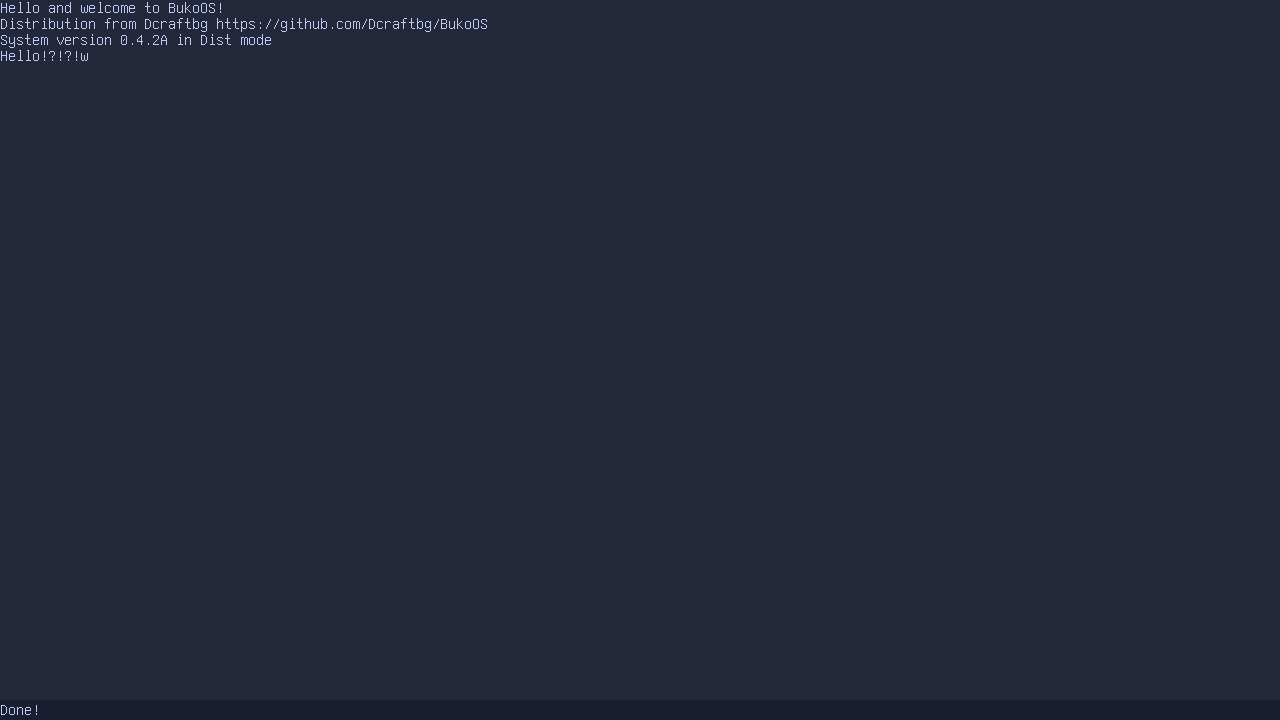 Hello and welcome to BukoOS!
Distribution from Dcraftbg https://github.com/Dcraftbg/BukoOS
System version 0.4.2A in Dist mode
Hello!?!?!w
Done!